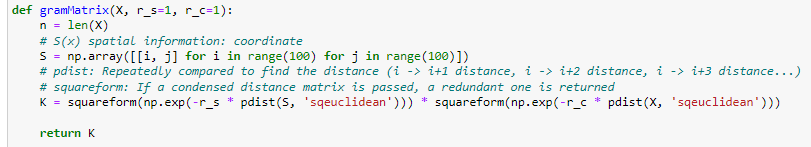 def gramMatrix(X, r_s=1, r_c=1):
    n = len(X)
    # S(x) spatial information: coordinate
    S = np.array([[i, j] for i in range(100) for j in range(100)])
    # pdist: Repeatedly compared to find the distance (i -> i+1 distance, i -> i+2 distance, i -> i+3 distance...)
    # squareform: If a condensed distance matrix is passed, a redundant one is returned
    K = squareform(np.exp(-r_s * pdist(S, 'sqeuclidean'))) * squareform(np.exp(-r_c * pdist(X, 'sqeuclidean')))
    return K